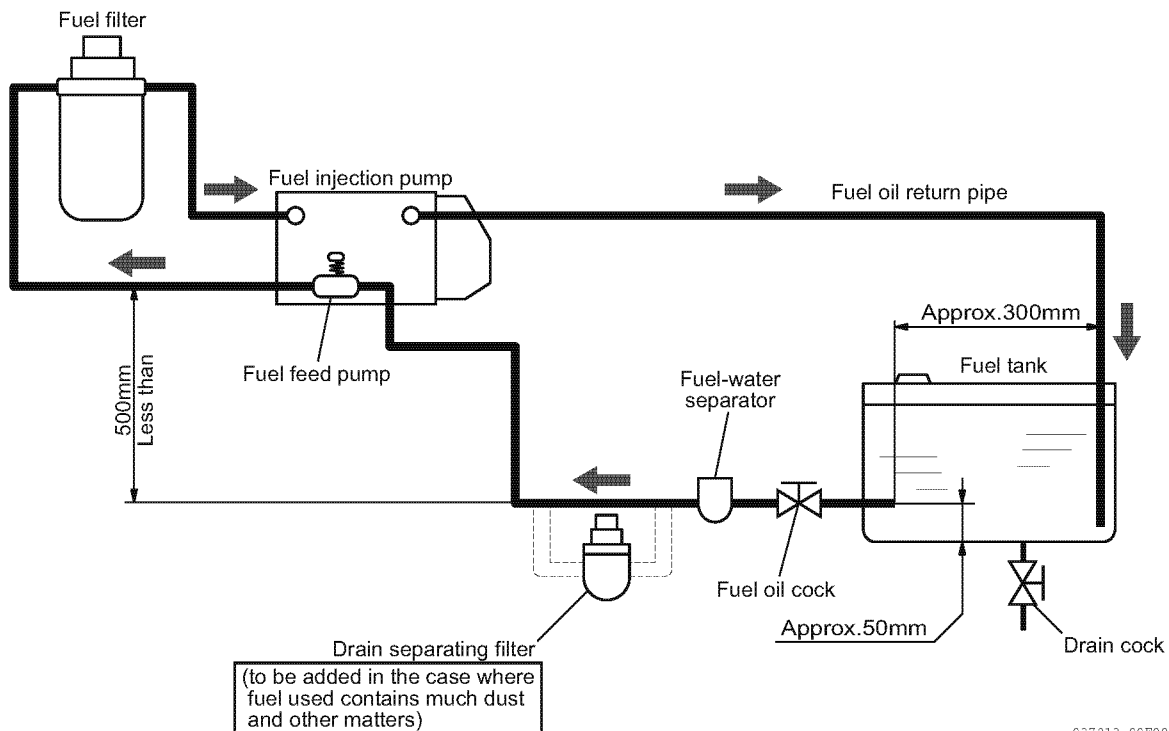 Fuel filter
Fuel injection pump
Fuel oil return pipe
Approx.300mm
Fuel tank
Fuel feed pump
Fuel-water
separator
500mm
Less than
Fuel oil cock
Approx.50mm
Drain cock
Drain separating filter
(to be added in the case where
fuel used contains much dust
and other matters)